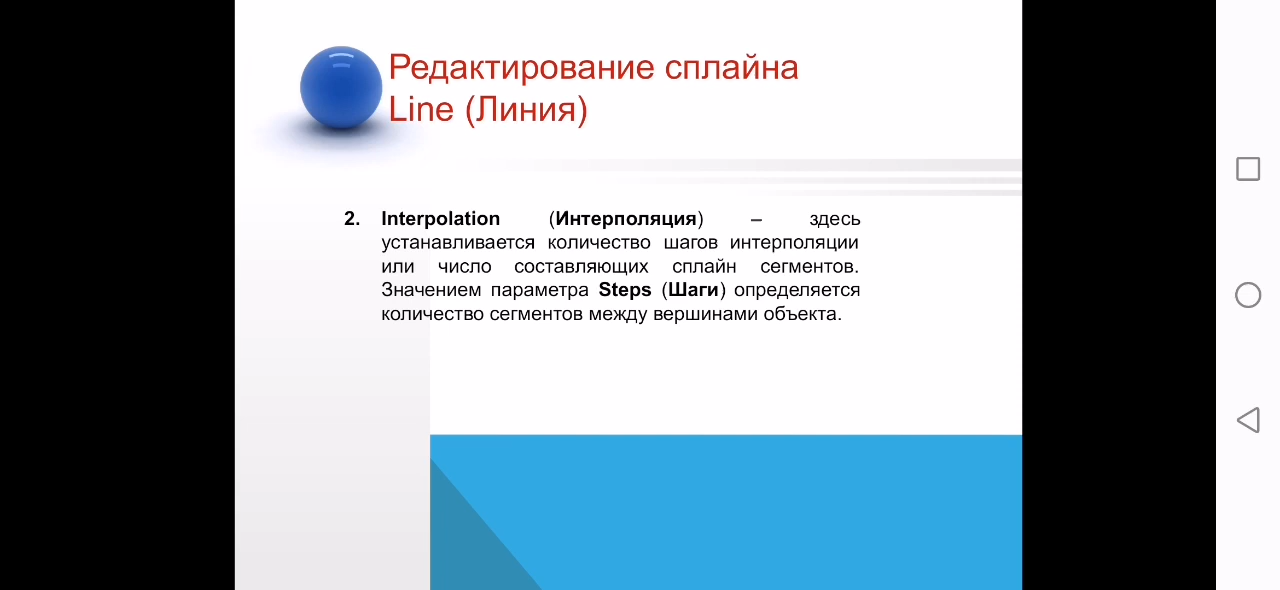 Редактирование сплайна
Line (Линия)
2. Interpolation (Интерполяция) – здесь
устанавливается количество шагов интерполяции
или число составляющих сплайн сегментов.
Значением параметра Steps (Шаги) определяется
количество сегментов между вершинами объекта.